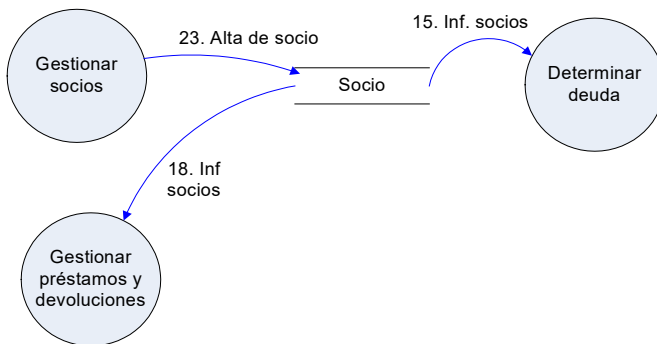 23. Alta de socio
15. Inf. socios
Gestionar
socios
Socio
Determinar
deuda
18. Inf
socios
Gestionar
préstamos y
devoluciones